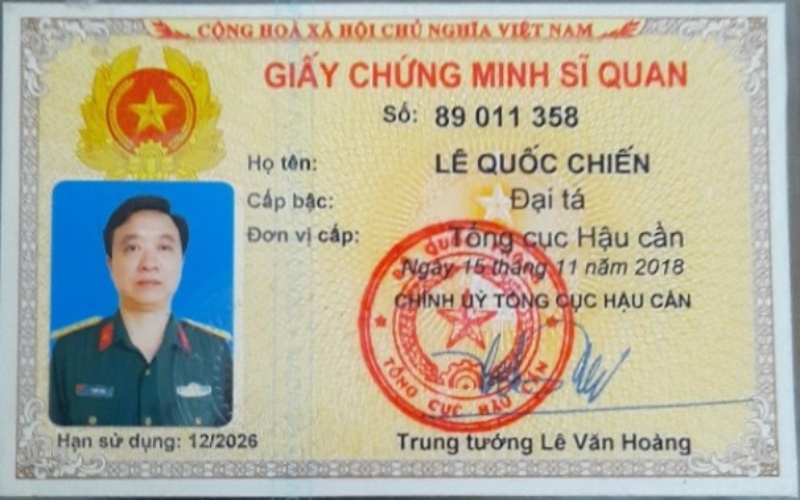 CỘNG HOÀ XÃ HỘI CHỦ NGHĨA VIỆT NAM
GIẤY CHỨNG MINH SĨ QUAN
Số: 89 011 358
Họ tên: LÊ QUỐC CHIẾN
Cấp bậc: Đại tá
Đơn vị cấp: Tổng cục Hậu cần
Ngày 15 tháng 11 năm 2018
CHÍNH UỶ TỔNG CỤC HẬU CẦN
TỔNG CỤC HẬU CẦN
Hạn sử dụng: 12/2026
Trung tướng Lê Văn Hoàng